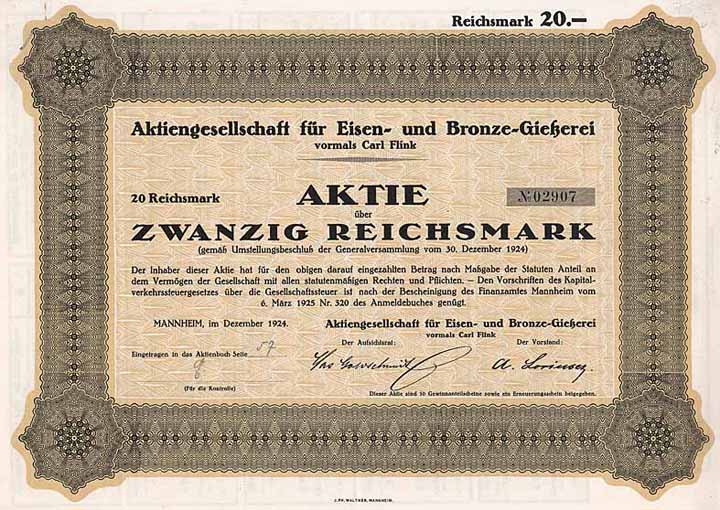 Reichsmark 20.—
Aktiengesellschaft für Eisen- und Bronze-Gießerei
vormals Carl Flink
20 Reichsmark AKTIE № 02907
über
ZWANZIG REICHSMARK
(gemäß Umstellungsbeschluß der Generalversammlung vom 30. Dezember 1924)
Der Inhaber dieser Aktie hat für den obigen darauf eingezahlten Betrag nach Maßgabe der Statuten Anteil an
dem Vermögen der Gesellschaft mit allen statutenmäßigen Rechten und Pflichten. – Den Vorschriften des Kapital-
verkehrssteuergesetzes über die Gesellschaftssteuer ist nach der Bescheinigung des Finanzamtes Mannheim vom
6. März 1925 Nr. 320 des Anmeldebuches genügt.
MANNHEIM, im Dezember 1924. Aktiengesellschaft für Eisen- und Bronze-Gießerei
vormals Carl Flink
Der Aufsichtsrat: Der Vorstand:
Eingetragen in das Aktienbuch Seite 57
(Für die Kontrolle)
Dieser Aktie sind 10 Gewinnanteilscheine sowie ein Erneuerungsschein beigegeben.
J. PH. WALTHER, MANNHEIM.